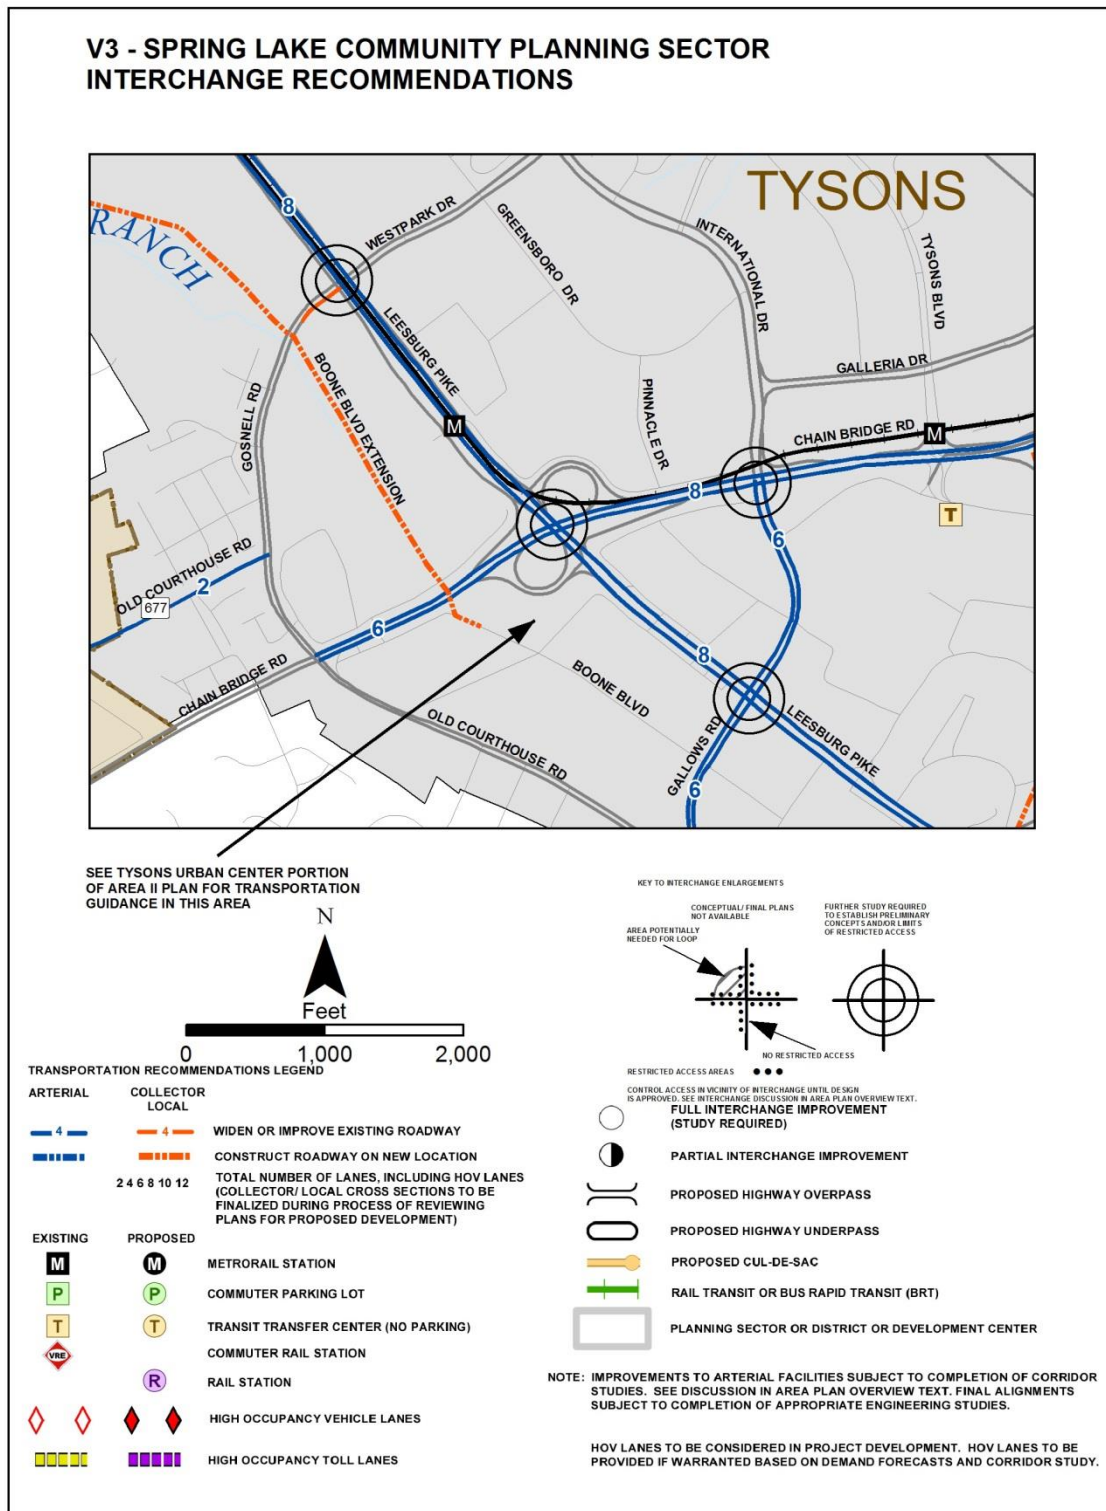 V3 - SPRING LAKE COMMUNITY PLANNING SECTOR
INTERCHANGE RECOMMENDATIONS
TYSONS
RANCH
8
WESTPARK DR
GREENSBORO DR
INTERNATIONAL DR
TYSONS BLVD
LEESBURG PIKE
GALLERIA DR
GOSNELL RD
BOONE BLVD EXTENSION
PINNACLE DR
CHAIN BRIDGE RD
M
M
8
T
6
OLD COURTHOUSE RD
2
677
6
8
CHAIN BRIDGE RD
BOONE BLVD
OLD COURTHOUSE RD
GALLOWS RD
LEESBURG PIKE
6
SEE TYSONS URBAN CENTER PORTION
OF AREA II PLAN FOR TRANSPORTATION
GUIDANCE IN THIS AREA
N
Feet
0 1,000 2,000
KEY TO INTERCHANGE ENLARGEMENTS
CONCEPTUAL/ FINAL PLANS
NOT AVAILABLE
AREA POTENTIALLY
NEEDED FOR LOOP
FURTHER STUDY REQUIRED
TO ESTABLISH PRELIMINARY
CONCEPTS AND/OR LIMITS
OF RESTRICTED ACCESS
NO RESTRICTED ACCESS
RESTRICTED ACCESS AREAS
CONTROL ACCESS IN VICINITY OF INTERCHANGE UNTIL DESIGN
IS APPROVED. SEE INTERCHANGE DISCUSSION IN AREA PLAN OVERVIEW TEXT.
TRANSPORTATION RECOMMENDATIONS LEGEND
ARTERIAL
COLLECTOR
LOCAL
4 4 WIDEN OR IMPROVE EXISTING ROADWAY
CONSTRUCT ROADWAY ON NEW LOCATION
2 4 6 8 10 12 TOTAL NUMBER OF LANES, INCLUDING HOV LANES
(COLLECTOR/ LOCAL CROSS SECTIONS TO BE
FINALIZED DURING PROCESS OF REVIEWING
PLANS FOR PROPOSED DEVELOPMENT)
EXISTING PROPOSED
M M METRORAIL STATION
P P COMMUTER PARKING LOT
T T TRANSIT TRANSFER CENTER (NO PARKING)
VRE COMMUTER RAIL STATION
R RAIL STATION
HIGH OCCUPANCY VEHICLE LANES
HIGH OCCUPANCY TOLL LANES
FULL INTERCHANGE IMPROVEMENT
(STUDY REQUIRED)
PARTIAL INTERCHANGE IMPROVEMENT
PROPOSED HIGHWAY OVERPASS
PROPOSED HIGHWAY UNDERPASS
PROPOSED CUL-DE-SAC
RAIL TRANSIT OR BUS RAPID TRANSIT (BRT)
PLANNING SECTOR OR DISTRICT OR DEVELOPMENT CENTER
NOTE: IMPROVEMENTS TO ARTERIAL FACILITIES SUBJECT TO COMPLETION OF CORRIDOR
STUDIES. SEE DISCUSSION IN AREA PLAN OVERVIEW TEXT. FINAL ALIGNMENTS
SUBJECT TO COMPLETION OF APPROPRIATE ENGINEERING STUDIES.
HOV LANES TO BE CONSIDERED IN PROJECT DEVELOPMENT. HOV LANES TO BE
PROVIDED IF WARRANTED BASED ON DEMAND FORECASTS AND CORRIDOR STUDY.